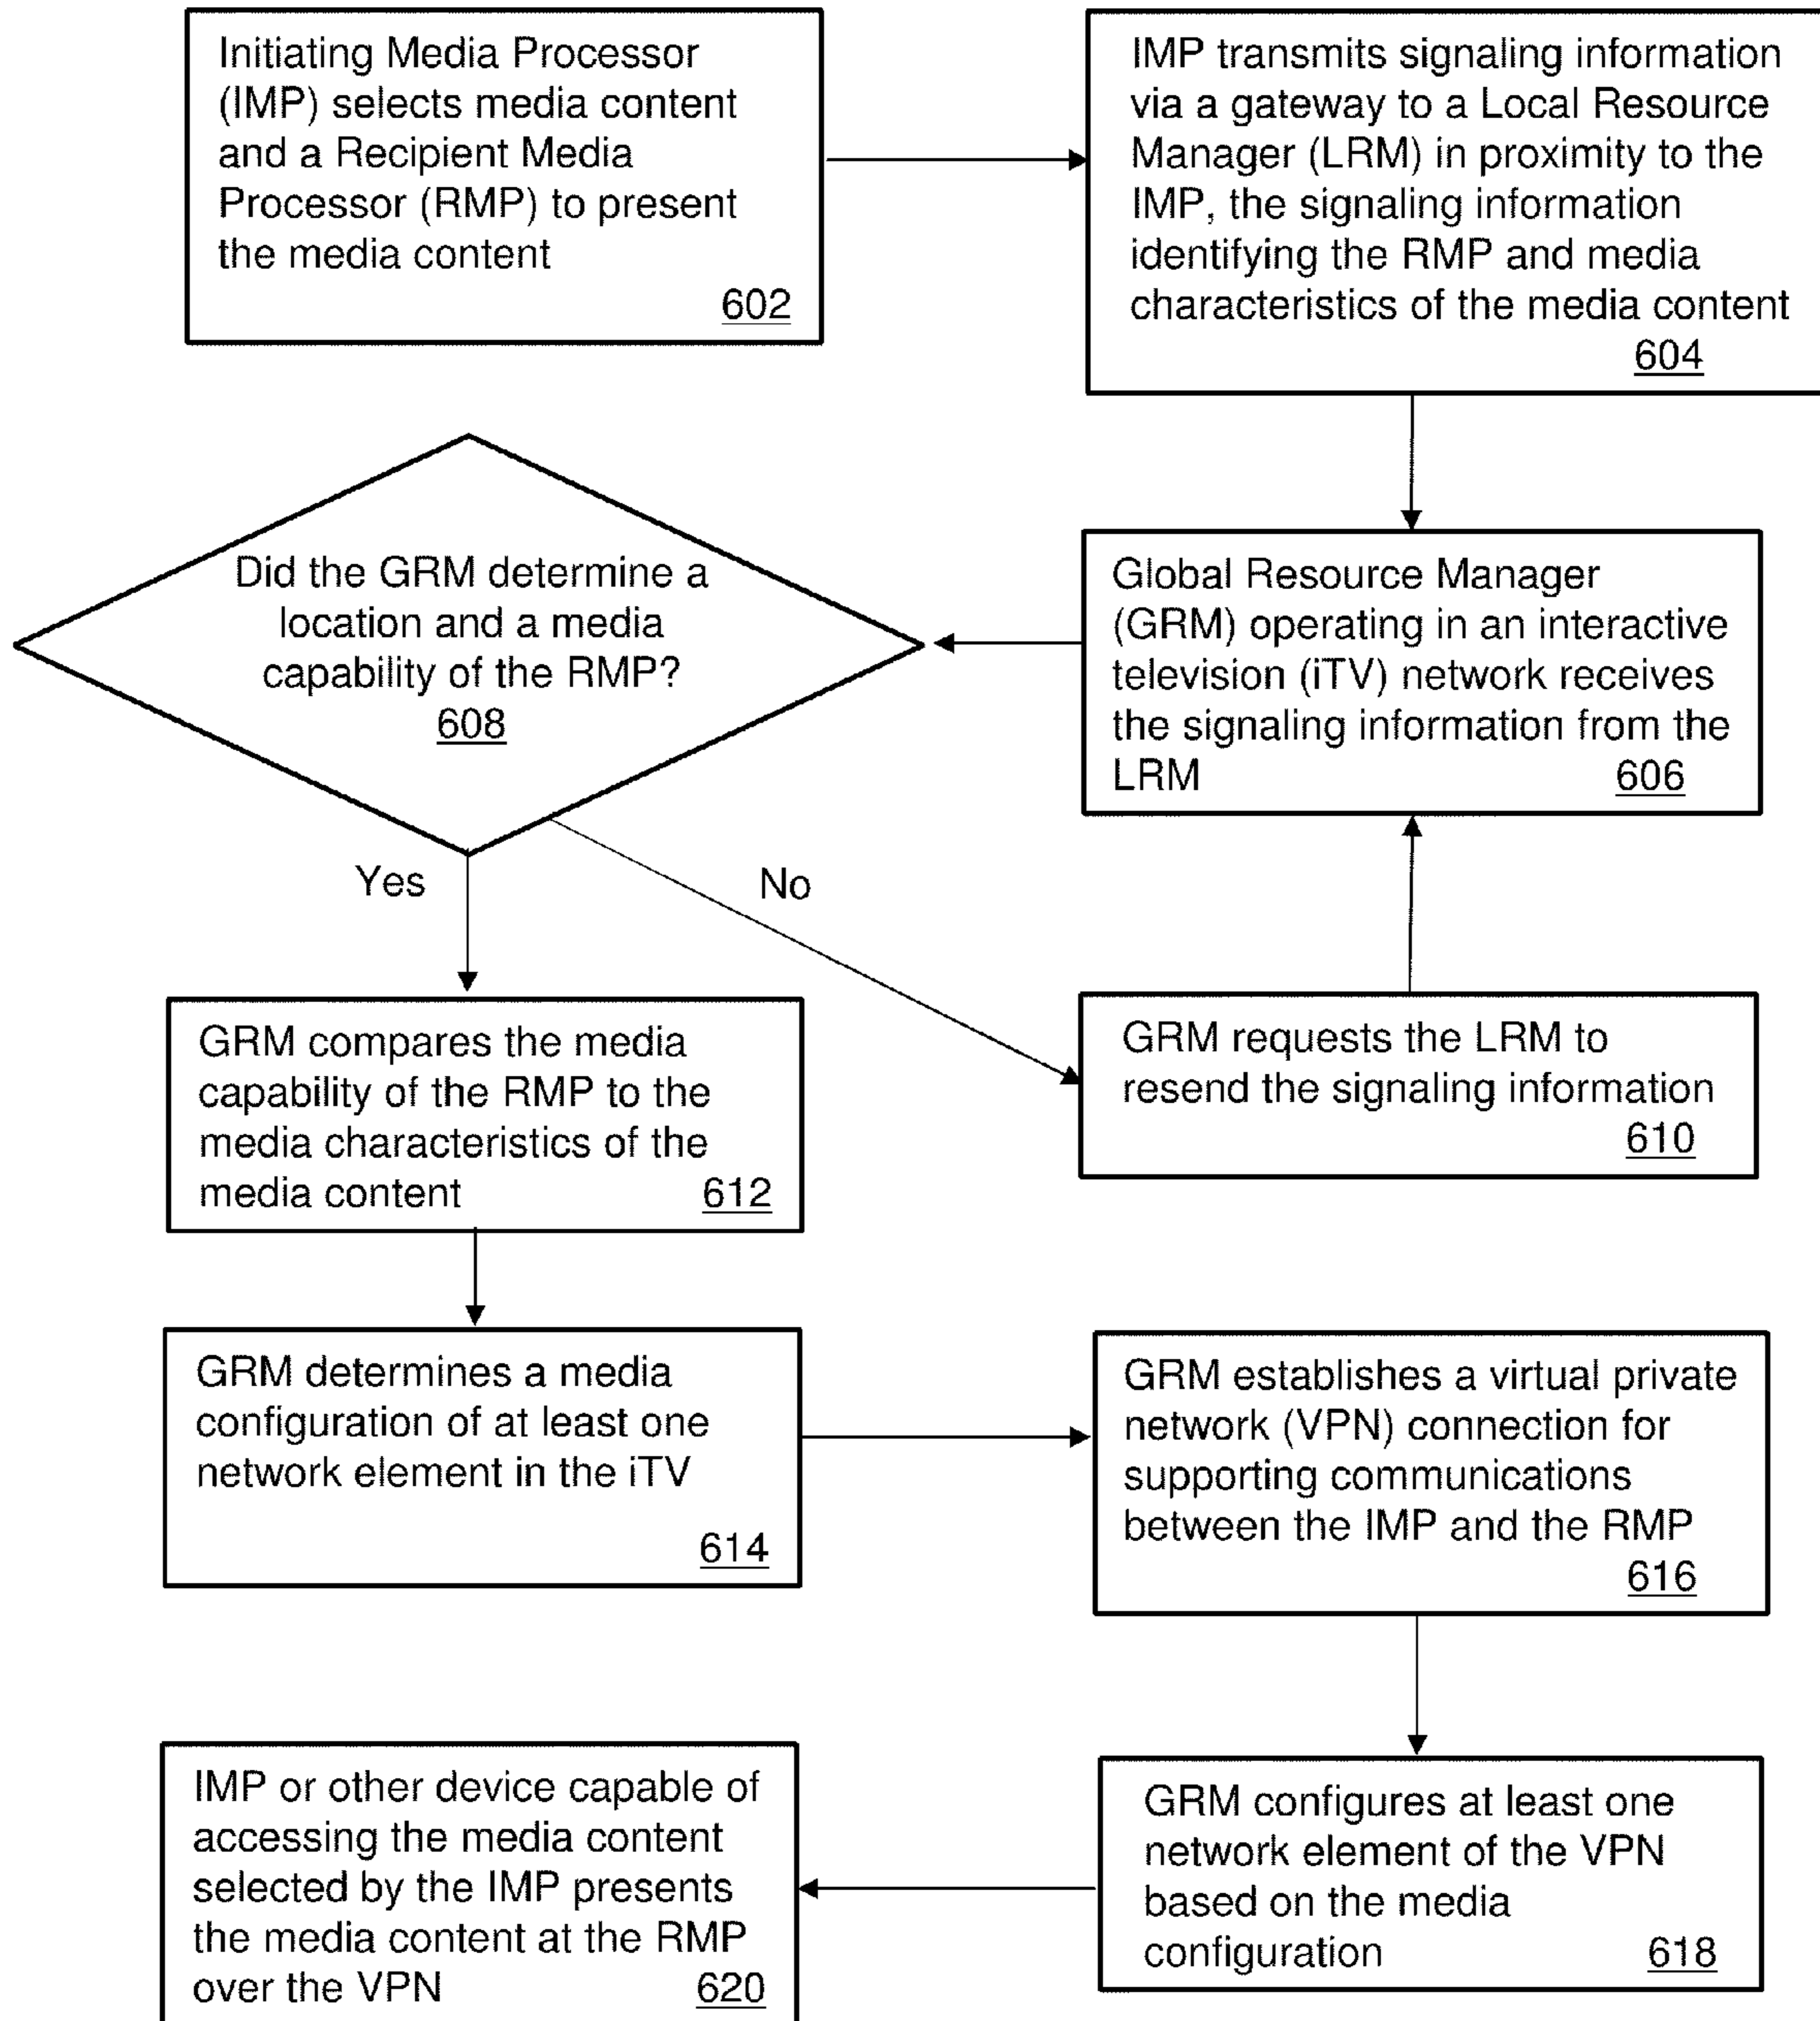 Initiating Media Processor
(IMP) selects media content
and a Recipient Media
Processor (RMP) to present
the media content
602
IMP transmits signaling information
via a gateway to a Local Resource
Manager (LRM) in proximity to the
IMP, the signaling information
identifying the RMP and media
characteristics of the media content
604
Global Resource Manager
(GRM) operating in an interactive
television (iTV) network receives
the signaling information from the
LRM 606
Did the GRM determine a
location and a media
capability of the RMP?
608
Yes
No
GRM requests the LRM to
resend the signaling information
610
GRM compares the media
capability of the RMP to the
media characteristics of the
media content 612
GRM determines a media
configuration of at least one
network element in the iTV
614
GRM establishes a virtual private
network (VPN) connection for
supporting communications
between the IMP and the RMP
616
GRM configures at least one
network element of the VPN
based on the media
configuration 618
IMP or other device capable of
accessing the media content
selected by the IMP presents
the media content at the RMP
over the VPN 620